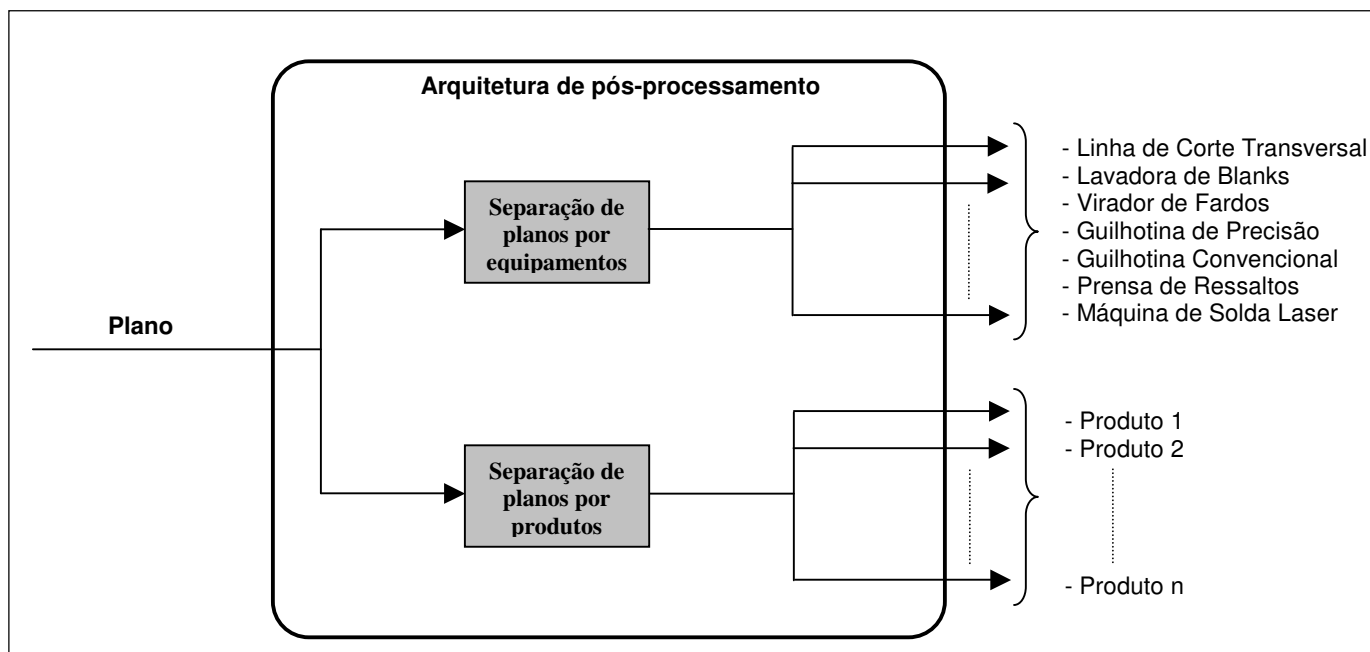 Arquitetura de pós-processamento
Plano
Separação de
planos por
equipamentos
- Linha de Corte Transversal
- Lavadora de Blanks
- Virador de Fardos
- Guilhotina de Precisão
- Guilhotina Convencional
- Prensa de Ressaltos
- Máquina de Solda Laser
Separação de
planos por
produtos
- Produto 1
- Produto 2
- Produto n